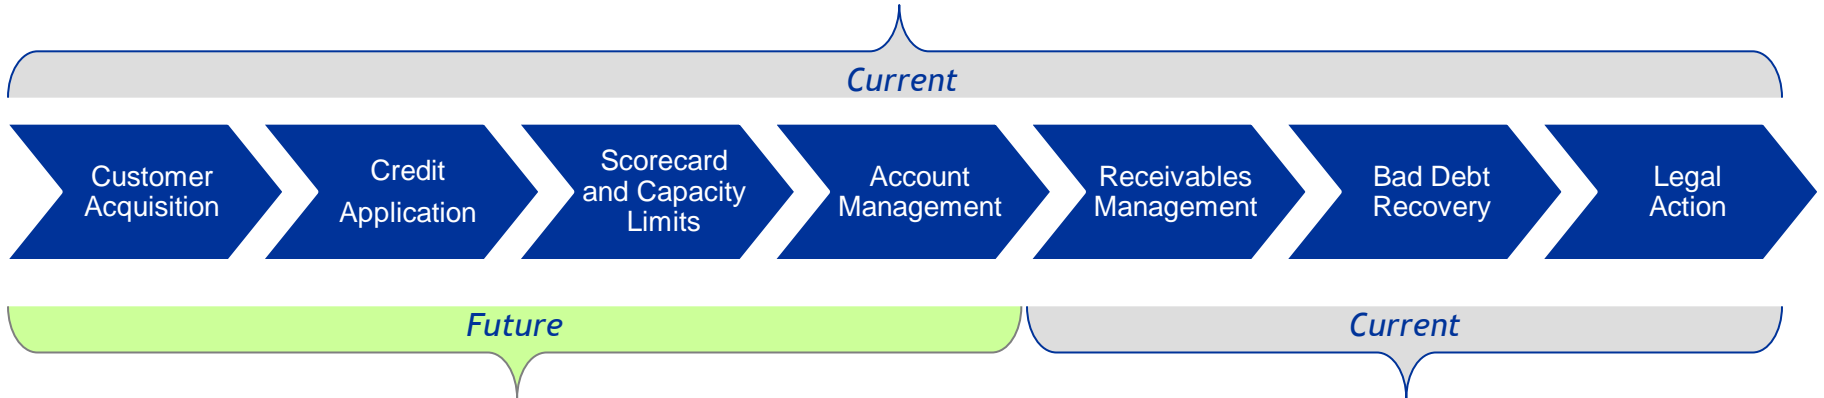 Current
Customer
Acquisition
Credit
Application
Scorecard
and Capacity
Limits
Account
Management
Receivables
Management
Bad Debt
Recovery
Legal
Action
Future
Current